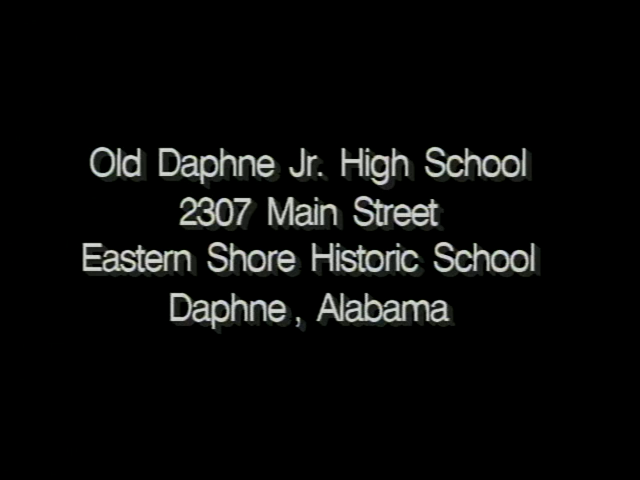 Old Daphne Jr. High School
2307 Main Street
Eastern Shore Historic School
Daphne, Alabama